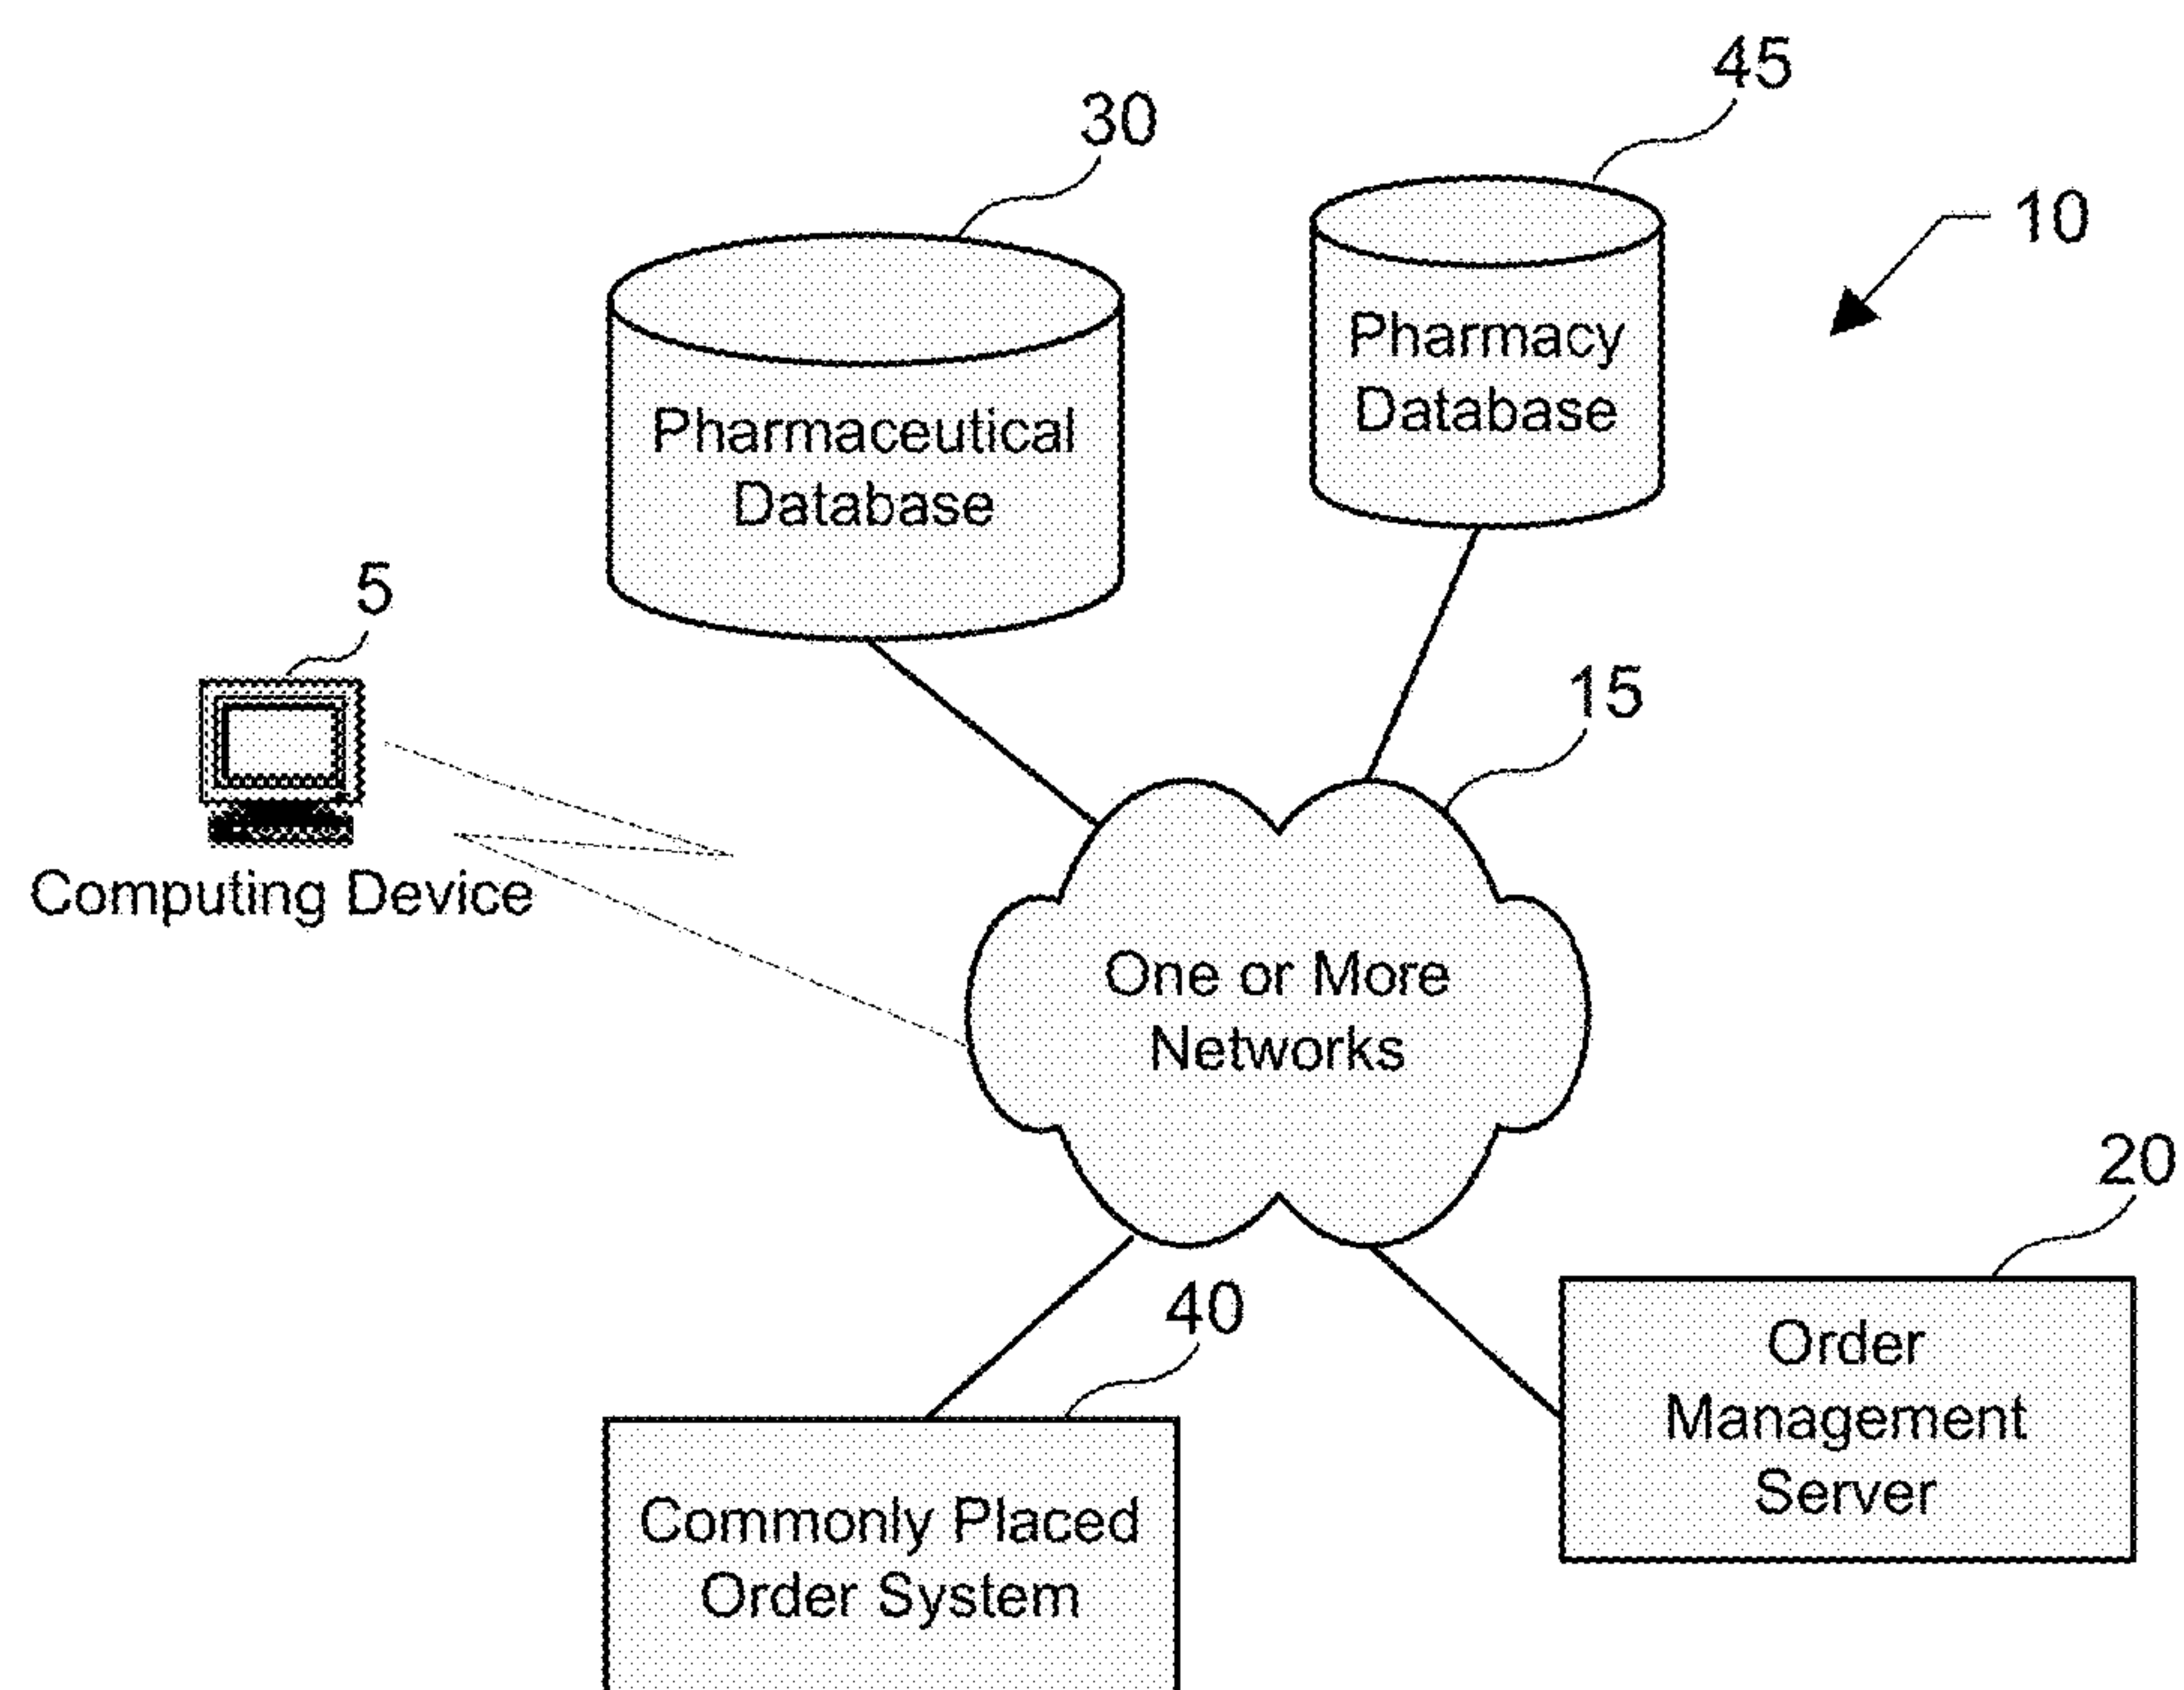 45
30
10
Pharmacy
Database
Pharmaceutical
Database
5
15
Computing Device
One or More
Networks
20
40
Order
Management
Server
Commonly Placed
Order System